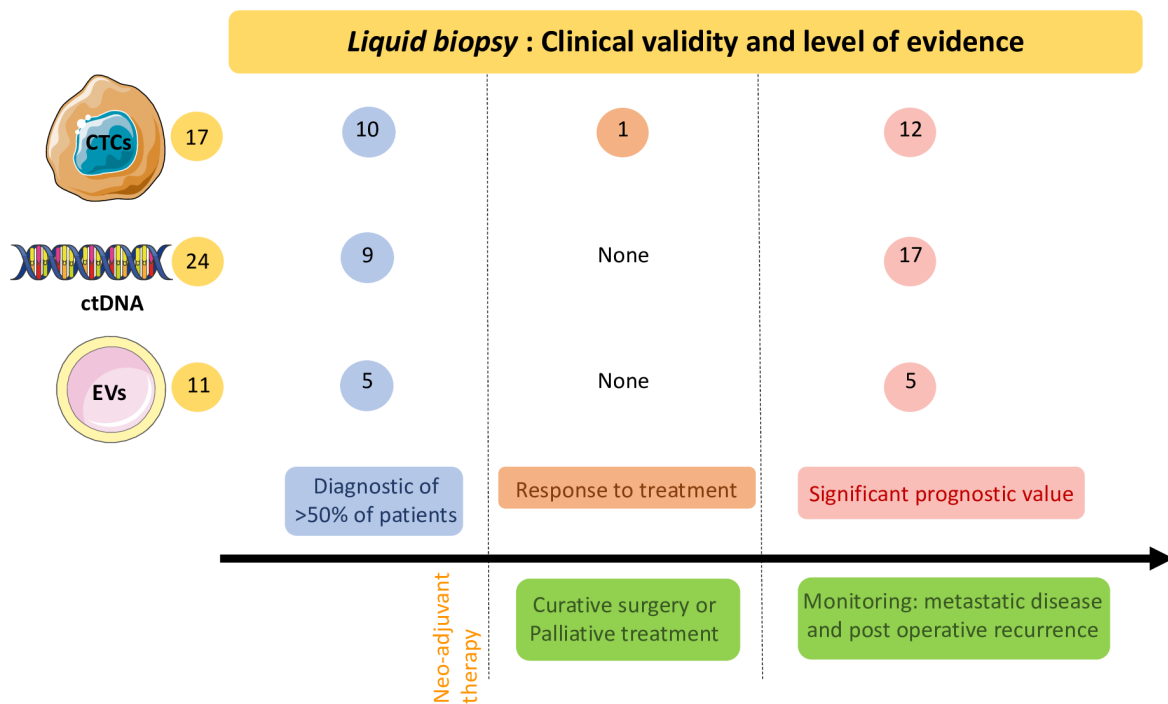 Liquid biopsy : Clinical validity and level of evidence
CTCs
17
10
1
12
24
9
None
17
ctDNA
EVs
11
5
None
5
Diagnostic of
>50% of patients
Response to treatment
Significant prognostic value
Neo-adjuvant
therapy
Curative surgery or
Palliative treatment
Monitoring: metastatic disease
and post operative recurrence